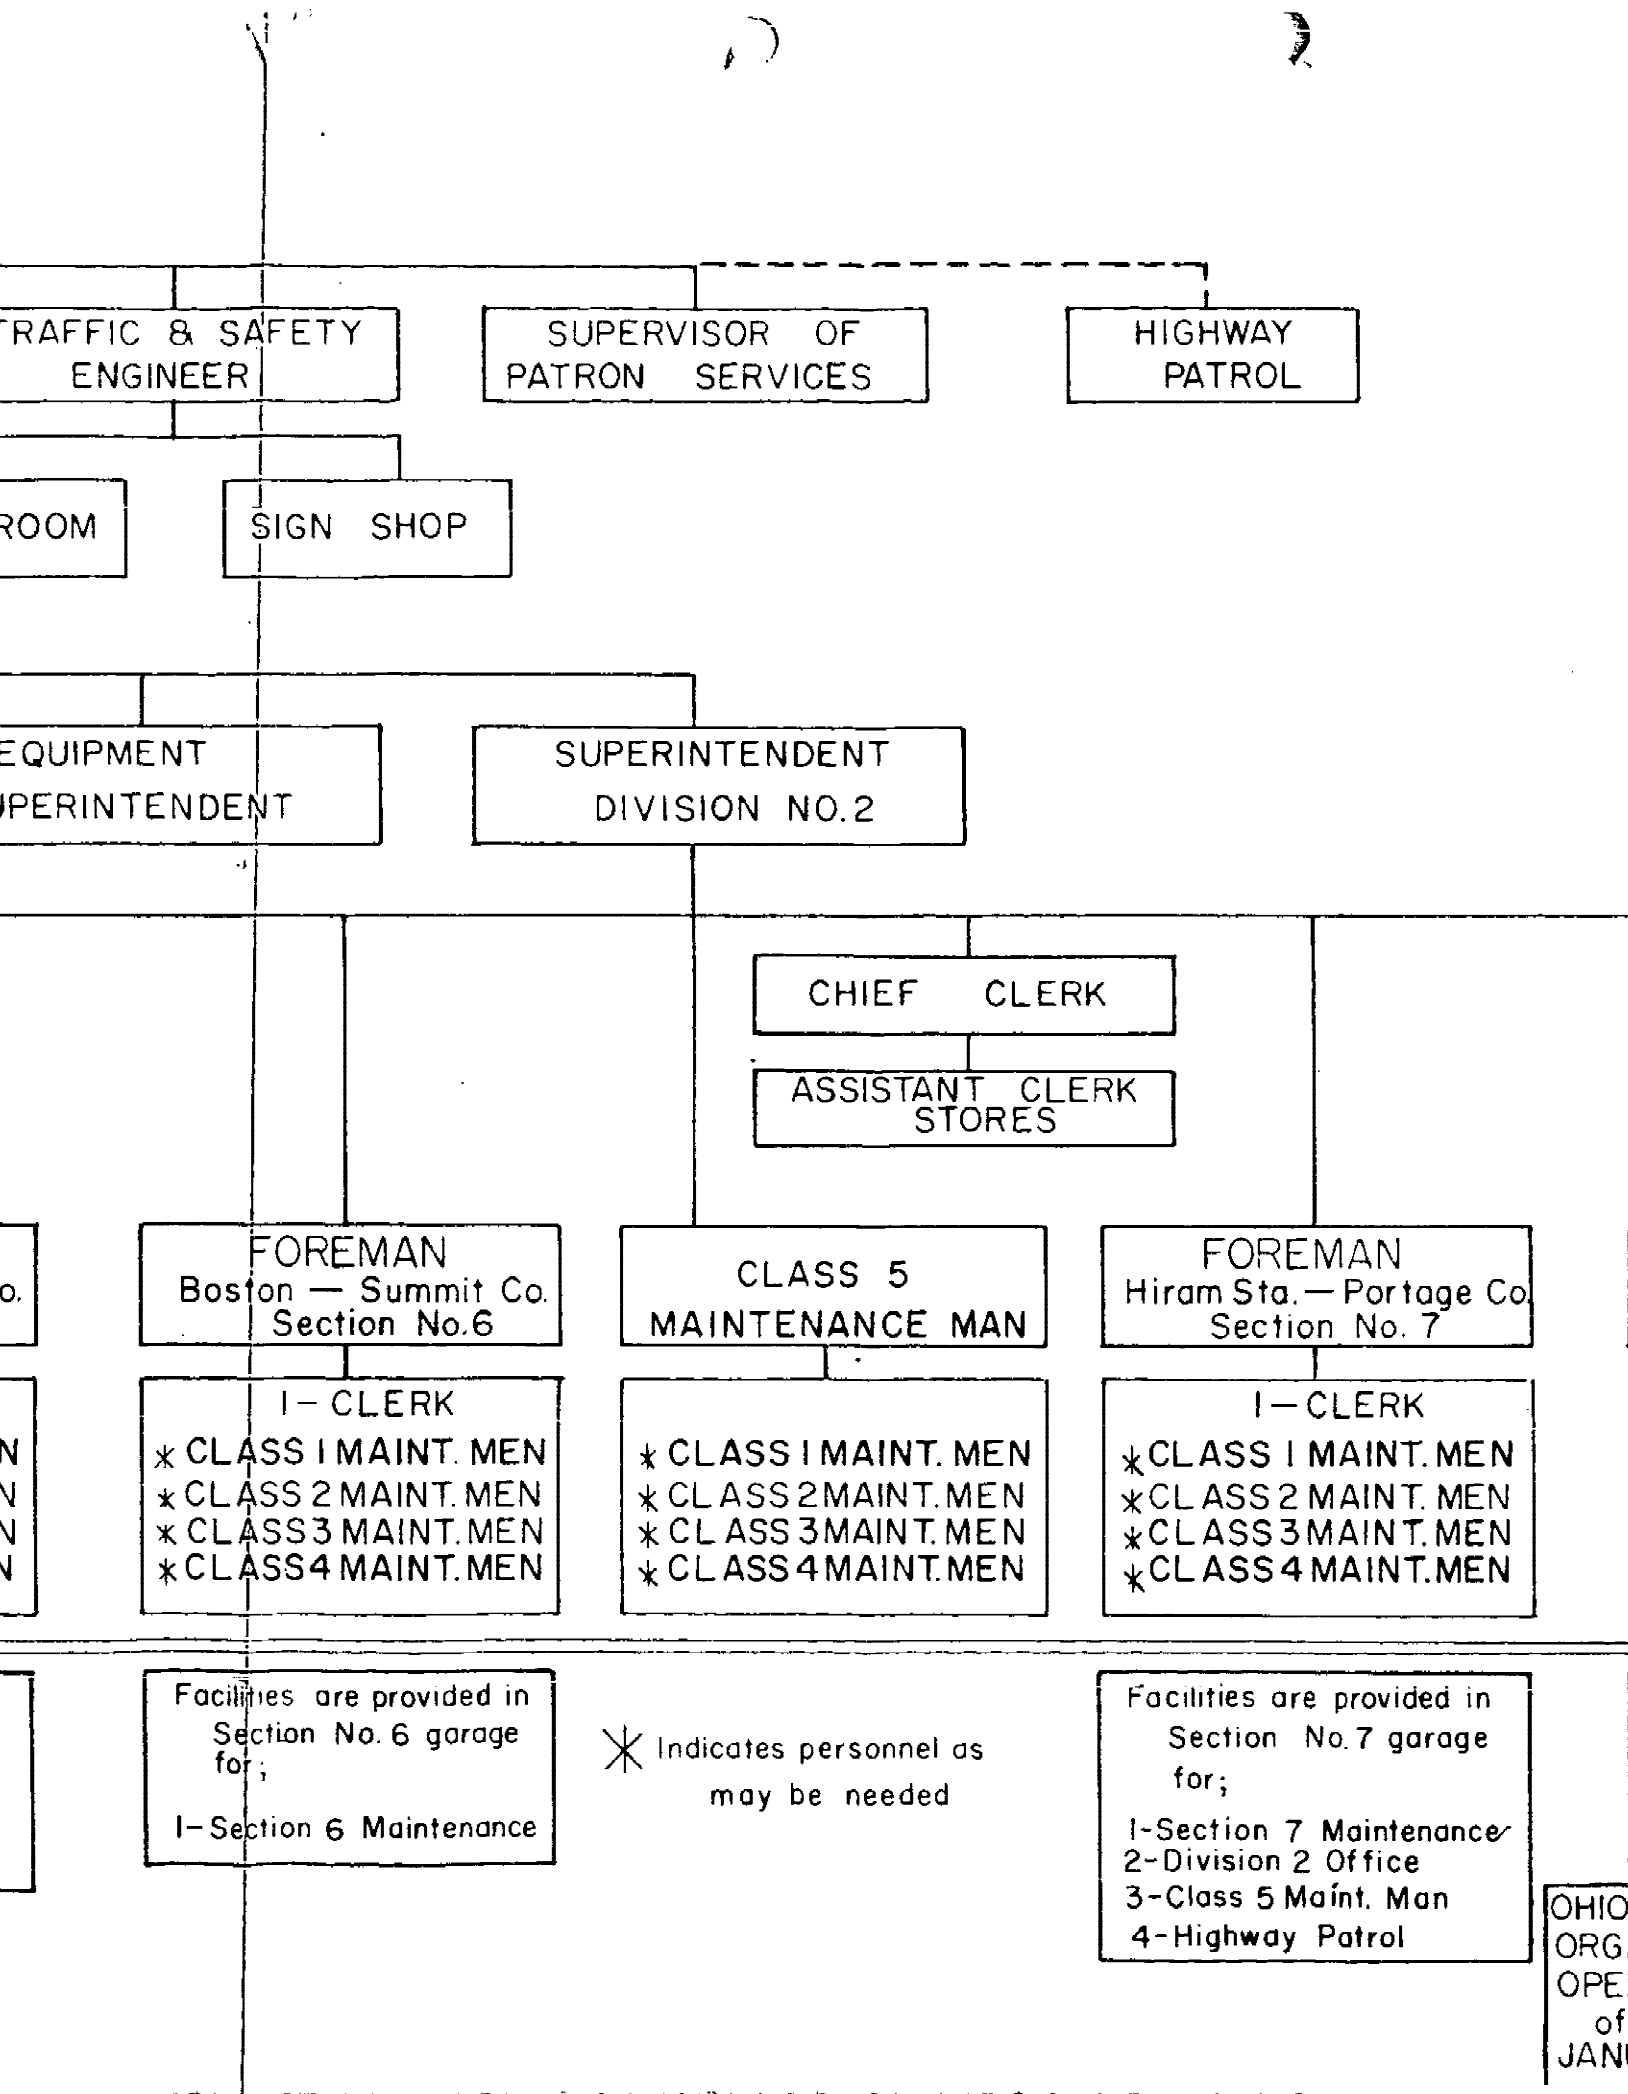 TRAFFIC & SAFETY
ENGINEER
SUPERVISOR OF
PATRON SERVICES
HIGHWAY
PATROL
ROOM
SIGN SHOP
EQUIPMENT
UPERINTENDENT
SUPERINTENDENT
DIVISION NO.2
CHIEF CLERK
ASSISTANT CLERK
STORES
o.
FOREMAN
Boston — Summit Co.
Section No.6
CLASS 5
MAINTENANCE MAN
FOREMAN
Hiram Sta. — Portage Co.
Section No. 7
N
N
N
N
1 - CLERK
* CLASS 1 MAINT. MEN
* CLASS 2 MAINT. MEN
* CLASS 3 MAINT. MEN
* CLASS 4 MAINT. MEN
* CLASS 1 MAINT. MEN
* CLASS 2 MAINT. MEN
* CLASS 3 MAINT. MEN
* CLASS 4 MAINT. MEN
1 - CLERK
* CLASS 1 MAINT. MEN
* CLASS 2 MAINT. MEN
* CLASS 3 MAINT. MEN
* CLASS 4 MAINT. MEN
Facilities are provided in
Section No. 6 garage
for;
1-Section 6 Maintenance
* Indicates personnel as
may be needed
Facilities are provided in
Section No. 7 garage
for;
1-Section 7 Maintenance
2-Division 2 Office
3-Class 5 Maint. Man
4-Highway Patrol
OHIO
ORG
OPE
of
JANU